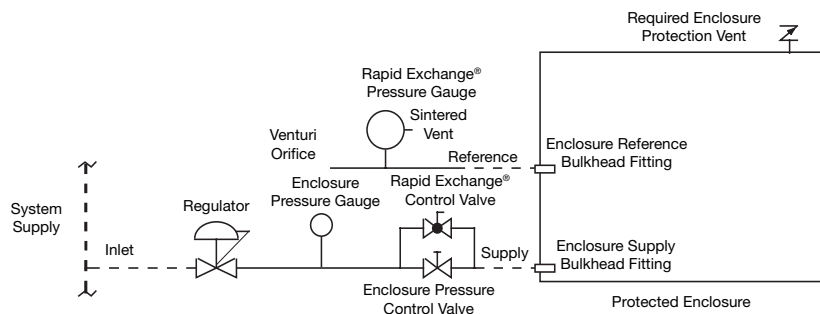 Required Enclosure
Protection Vent
Rapid Exchange®
Pressure Gauge
Sintered
Vent
Venturi
Orifice
Reference
Enclosure Reference
Bulkhead Fitting
Enclosure
Pressure Gauge
Rapid Exchange®
Control Valve
System
Supply
Regulator
Inlet
Supply
Enclosure Supply
Bulkhead Fitting
Enclosure Pressure
Control Valve
Protected Enclosure